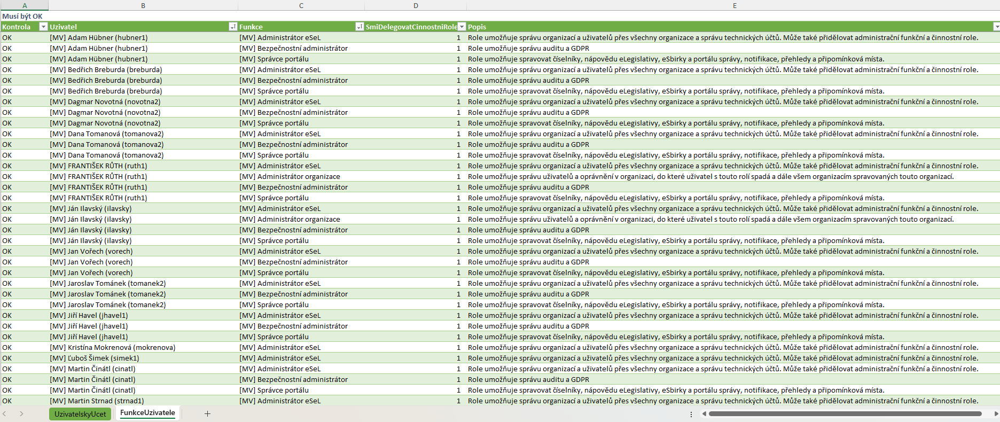 A B C D E
Musí být OK
Kontrola Uzivatel Funkce SmiDelegovatCinnostniRole Popis
OK [MV] Adam Hübner (hubner1) [MV] Administrátor eSeL 1 Role umožňuje správu organizací a uživatelů přes všechny organizace a správu technických účtů. Může také přidělovat administrační funkční a činnostní role.
OK [MV] Adam Hübner (hubner1) [MV] Bezpečnostní administrátor 1 Role umožňuje správu auditu a GDPR
OK [MV] Adam Hübner (hubner1) [MV] Správce portálu 1 Role umožňuje spravovat číselníky, nápovědu eLegislativy, eSbirky a portálu správy, notifikace, přehledy a připomínková místa.
OK [MV] Bedřich Breburda (breburda) [MV] Administrátor eSeL 1 Role umožňuje správu organizací a uživatelů přes všechny organizace a správu technických účtů. Může také přidělovat administrační funkční a činnostní role.
OK [MV] Bedřich Breburda (breburda) [MV] Bezpečnostní administrátor 1 Role umožňuje správu auditu a GDPR
OK [MV] Bedřich Breburda (breburda) [MV] Správce portálu 1 Role umožňuje spravovat číselníky, nápovědu eLegislativy, eSbirky a portálu správy, notifikace, přehledy a připomínková místa.
OK [MV] Dagmar Novotná (novotna2) [MV] Administrátor eSeL 1 Role umožňuje správu organizací a uživatelů přes všechny organizace a správu technických účtů. Může také přidělovat administrační funkční a činnostní role.
OK [MV] Dagmar Novotná (novotna2) [MV] Bezpečnostní administrátor 1 Role umožňuje správu auditu a GDPR
OK [MV] Dagmar Novotná (novotna2) [MV] Správce portálu 1 Role umožňuje spravovat číselníky, nápovědu eLegislativy, eSbirky a portálu správy, notifikace, přehledy a připomínková místa.
OK [MV] Dana Tomanová (tomanova2) [MV] Administrátor eSeL 1 Role umožňuje správu organizací a uživatelů přes všechny organizace a správu technických účtů. Může také přidělovat administrační funkční a činnostní role.
OK [MV] Dana Tomanová (tomanova2) [MV] Bezpečnostní administrátor 1 Role umožňuje správu auditu a GDPR
OK [MV] Dana Tomanová (tomanova2) [MV] Správce portálu 1 Role umožňuje spravovat číselníky, nápovědu eLegislativy, eSbirky a portálu správy, notifikace, přehledy a připomínková místa.
OK [MV] FRANTIŠEK RŮTH (ruth1) [MV] Administrátor eSeL 1 Role umožňuje správu organizací a uživatelů přes všechny organizace a správu technických účtů. Může také přidělovat administrační funkční a činnostní role.
OK [MV] FRANTIŠEK RŮTH (ruth1) [MV] Administrátor organizace 1 Role umožňuje správu uživatelů a oprávnění v organizaci, do které uživatel s touto rolí spadá a dále všem organizacím spravovaných touto organizací.
OK [MV] FRANTIŠEK RŮTH (ruth1) [MV] Bezpečnostní administrátor 1 Role umožňuje správu auditu a GDPR
OK [MV] FRANTIŠEK RŮTH (ruth1) [MV] Správce portálu 1 Role umožňuje spravovat číselníky, nápovědu eLegislativy, eSbirky a portálu správy, notifikace, přehledy a připomínková místa.
OK [MV] Ján Ilavský (ilavsky) [MV] Administrátor eSeL 1 Role umožňuje správu organizací a uživatelů přes všechny organizace a správu technických účtů. Může také přidělovat administrační funkční a činnostní role.
OK [MV] Ján Ilavský (ilavsky) [MV] Administrátor organizace 1 Role umožňuje správu uživatelů a oprávnění v organizaci, do které uživatel s touto rolí spadá a dále všem organizacím spravovaných touto organizací.
OK [MV] Ján Ilavský (ilavsky) [MV] Bezpečnostní administrátor 1 Role umožňuje správu auditu a GDPR
OK [MV] Ján Ilavský (ilavsky) [MV] Správce portálu 1 Role umožňuje spravovat číselníky, nápovědu eLegislativy, eSbirky a portálu správy, notifikace, přehledy a připomínková místa.
OK [MV] Jan Vořech (vorech) [MV] Administrátor eSeL 1 Role umožňuje správu organizací a uživatelů přes všechny organizace a správu technických účtů. Může také přidělovat administrační funkční a činnostní role.
OK [MV] Jan Vořech (vorech) [MV] Bezpečnostní administrátor 1 Role umožňuje správu auditu a GDPR
OK [MV] Jan Vořech (vorech) [MV] Správce portálu 1 Role umožňuje spravovat číselníky, nápovědu eLegislativy, eSbirky a portálu správy, notifikace, přehledy a připomínková místa.
OK [MV] Jaroslav Tománek (tomanek2) [MV] Administrátor eSeL 1 Role umožňuje správu organizací a uživatelů přes všechny organizace a správu technických účtů. Může také přidělovat administrační funkční a činnostní role.
OK [MV] Jaroslav Tománek (tomanek2) [MV] Bezpečnostní administrátor 1 Role umožňuje správu auditu a GDPR
OK [MV] Jaroslav Tománek (tomanek2) [MV] Správce portálu 1 Role umožňuje spravovat číselníky, nápovědu eLegislativy, eSbirky a portálu správy, notifikace, přehledy a připomínková místa.
OK [MV] Jiří Havel (jhavel1) [MV] Administrátor eSeL 1 Role umožňuje správu organizací a uživatelů přes všechny organizace a správu technických účtů. Může také přidělovat administrační funkční a činnostní role.
OK [MV] Jiří Havel (jhavel1) [MV] Bezpečnostní administrátor 1 Role umožňuje správu auditu a GDPR
OK [MV] Jiří Havel (jhavel1) [MV] Správce portálu 1 Role umožňuje spravovat číselníky, nápovědu eLegislativy, eSbirky a portálu správy, notifikace, přehledy a připomínková místa.
OK [MV] Kristína Mokrenová (mokrenova) [MV] Administrátor eSeL 1 Role umožňuje správu organizací a uživatelů přes všechny organizace a správu technických účtů. Může také přidělovat administrační funkční a činnostní role.
OK [MV] Ľuboš Šimek (simek1) [MV] Administrátor eSeL 1 Role umožňuje správu organizací a uživatelů přes všechny organizace a správu technických účtů. Může také přidělovat administrační funkční a činnostní role.
OK [MV] Martin Činátl (cinatl) [MV] Administrátor eSeL 1 Role umožňuje správu organizací a uživatelů přes všechny organizace a správu technických účtů. Může také přidělovat administrační funkční a činnostní role.
OK [MV] Martin Činátl (cinatl) [MV] Bezpečnostní administrátor 1 Role umožňuje správu auditu a GDPR
OK [MV] Martin Činátl (cinatl) [MV] Správce portálu 1 Role umožňuje spravovat číselníky, nápovědu eLegislativy, eSbirky a portálu správy, notifikace, přehledy a připomínková místa.
OK [MV] Martin Strnad (strnad1) [MV] Administrátor eSeL 1 Role umožňuje správu organizací a uživatelů přes všechny organizace a správu technických účtů. Může také přidělovat administrační funkční a činnostní role.
UzivatelskyUcet FunkceUzivatele